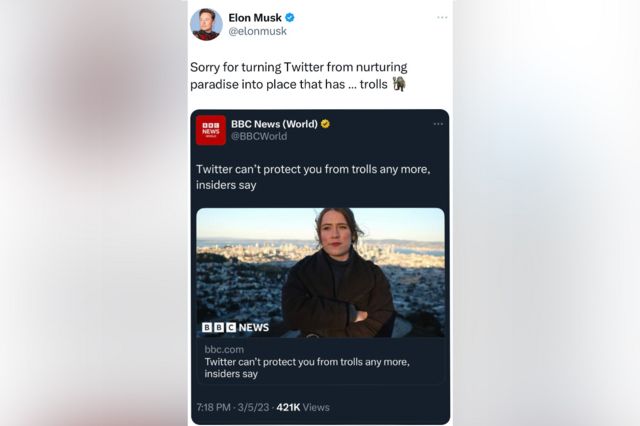 Elon Musk
@elonmusk
Sorry for turning Twitter from nurturing
paradise into place that has ... trolls 🧌
BBC
NEWS
WORLD
BBC News (World)
@BBCWorld
Twitter can't protect you from trolls any more,
insiders say
BBC NEWS
bbc.com
Twitter can't protect you from trolls any more,
insiders say
7:18 PM · 3/5/23 · 421K Views